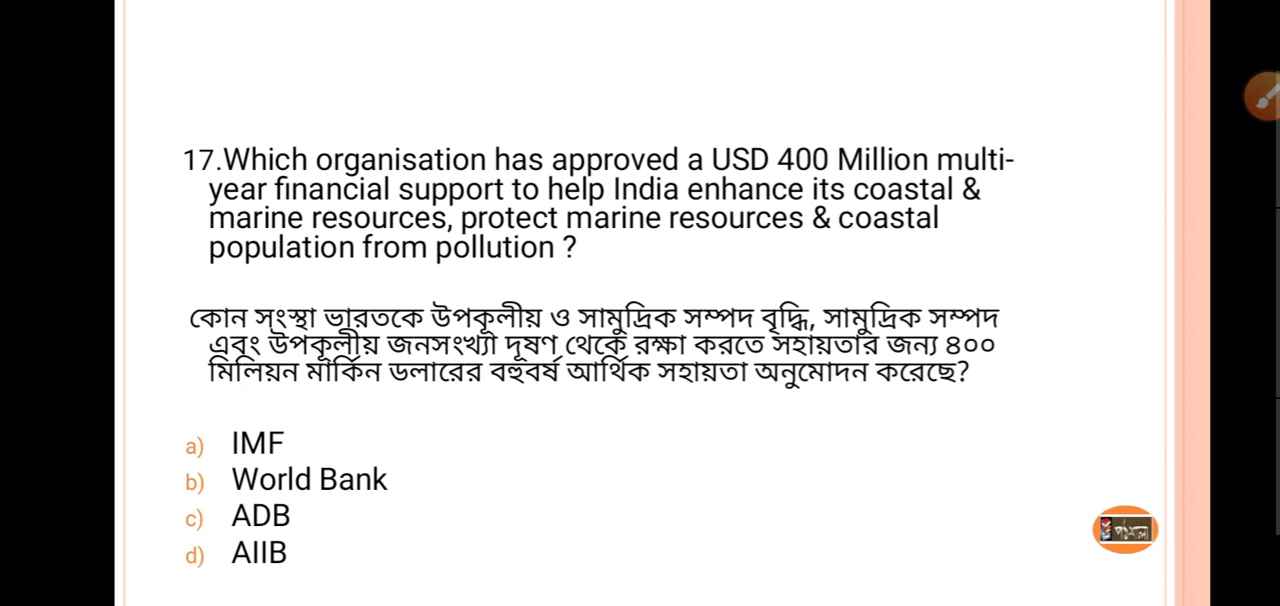 17.Which organisation has approved a USD 400 Million multi-
year financial support to help India enhance its coastal &
marine resources, protect marine resources & coastal
population from pollution ?
কোন সংস্থা ভারতকে উপকূলীয় ও সামুদ্রিক সম্পদ বৃদ্ধি, সামুদ্রিক সম্পদ
এবং উপকূলীয় জনসংখ্যা দূষণ থেকে রক্ষা করতে সহায়তার জন্য ৪০০
মিলিয়ন মার্কিন ডলারের বহুবর্ষ আর্থিক সহায়তা অনুমোদন করেছে?
a) IMF
b) World Bank
c) ADB
d) AIIB
পাঠশালা